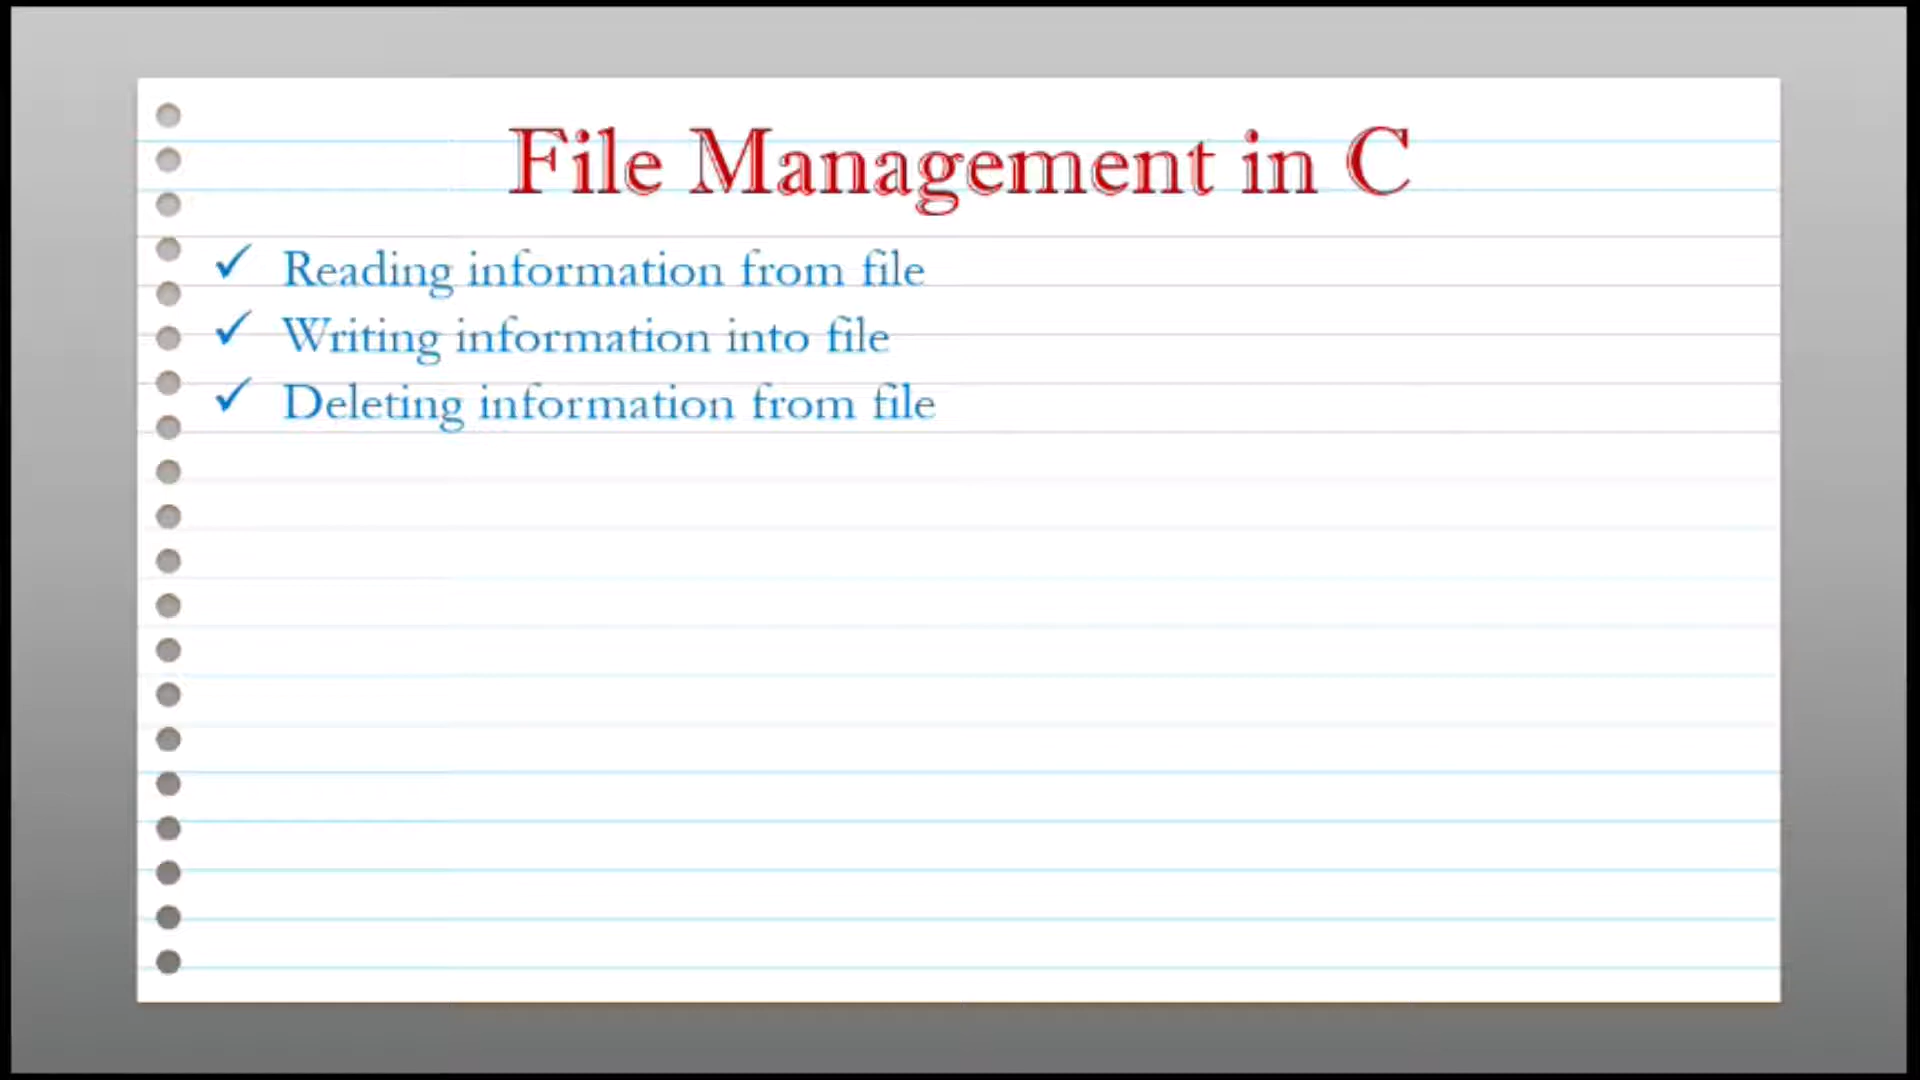 File Management in C
✓ Reading information from file
✓ Writing information into file
✓ Deleting information from file